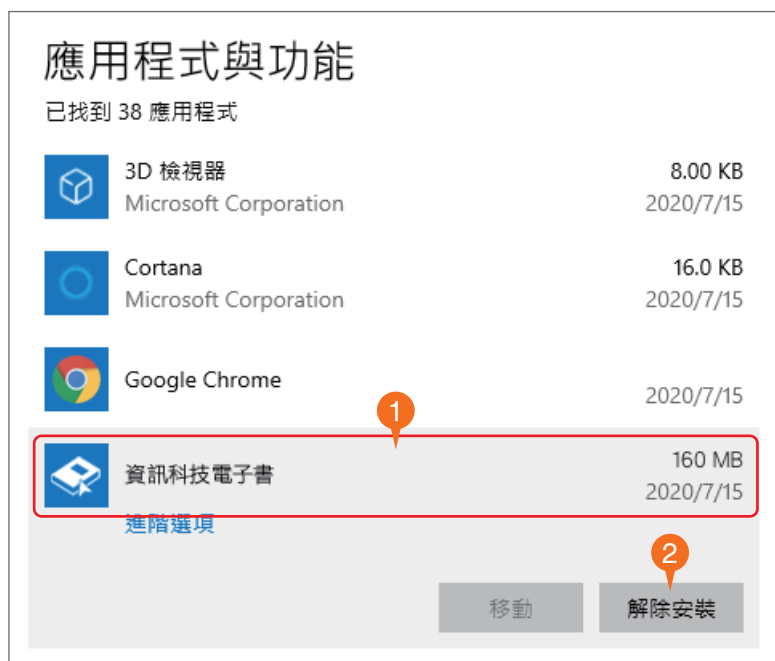 應用程式與功能
已找到 38 應用程式
3D 檢視器
8.00 KB
Microsoft Corporation
2020/7/15
Cortana
16.0 KB
Microsoft Corporation
2020/7/15
Google Chrome
2020/7/15
1
資訊科技電子書
160 MB
2020/7/15
進階選項
2
移動
解除安裝